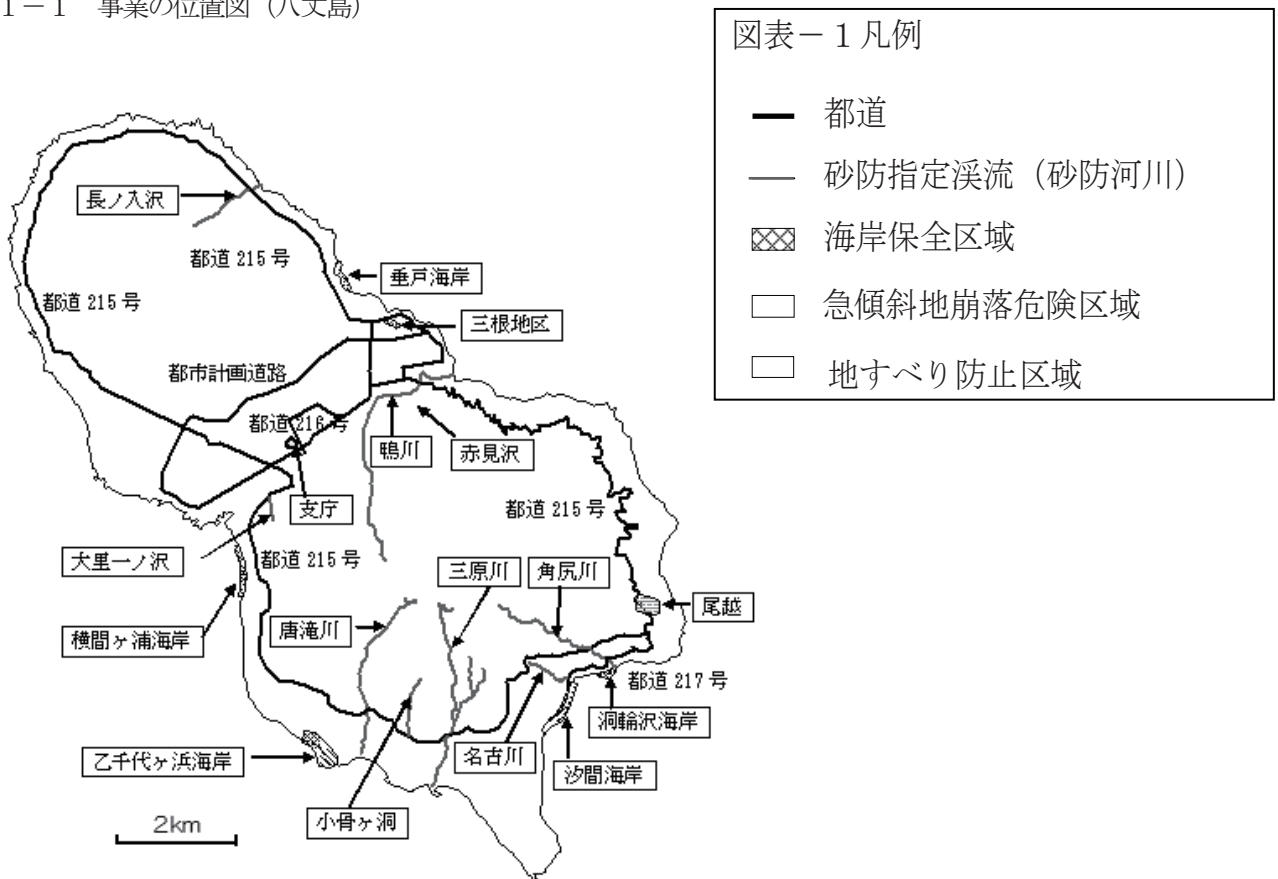 1－1　事業の位置図（八丈島）
図表－１凡例
都道
砂防指定渓流（砂防河川）
海岸保全区域
急傾斜地崩落危険区域
地すべり防止区域
長ノ入沢
都道 215 号
都道 215 号
垂戸海岸
三根地区
都市計画道路
都道 216 号
鴨川
赤見沢
支庁
都道 215 号
大里一ノ沢
都道 215 号
三原川
角尻川
尾越
横間ヶ浦海岸
唐滝川
都道 217 号
洞輪沢海岸
名古川
汐間海岸
乙千代ヶ浜海岸
小骨ヶ洞
2km